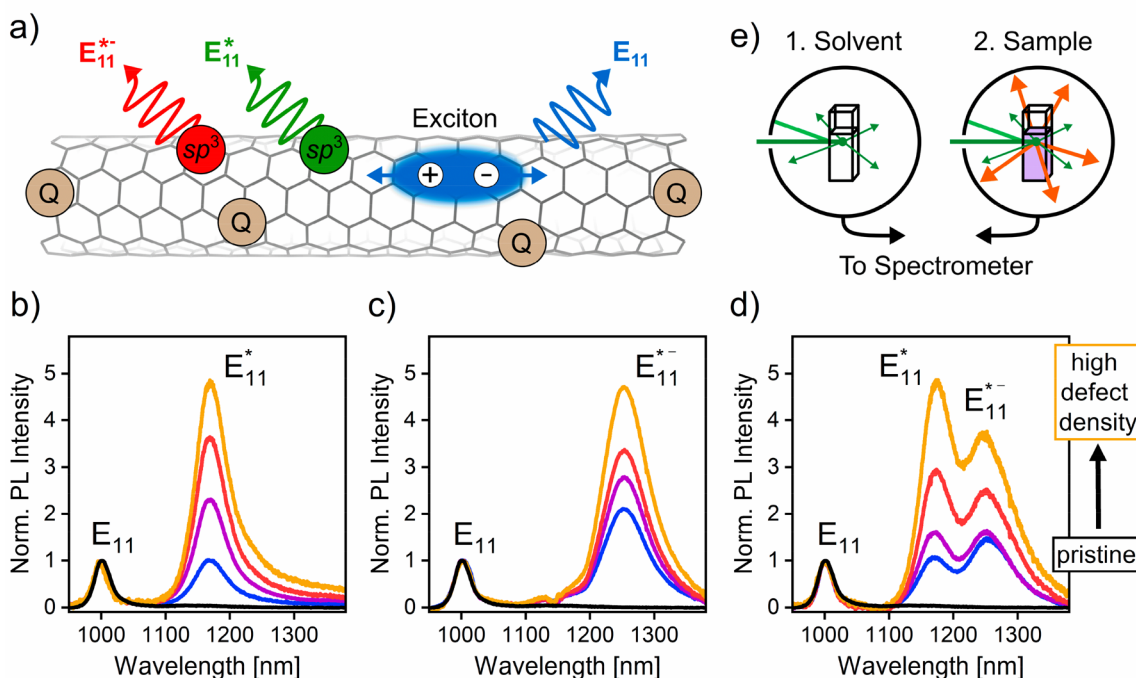 a)
E11*-
E11*
E11
Exciton
sp3
sp3
+
-
Q
Q
Q
Q
e)
1. Solvent
2. Sample
To Spectrometer
b)
Norm. PL Intensity
5
4
3
2
1
0
E11
E11*
1000
1100
1200
1300
Wavelength [nm]
c)
Norm. PL Intensity
5
4
3
2
1
0
E11
E11*-
1000
1100
1200
1300
Wavelength [nm]
d)
Norm. PL Intensity
5
4
3
2
1
0
E11
E11*
E11*-
1000
1100
1200
1300
Wavelength [nm]
high
defect
density
pristine